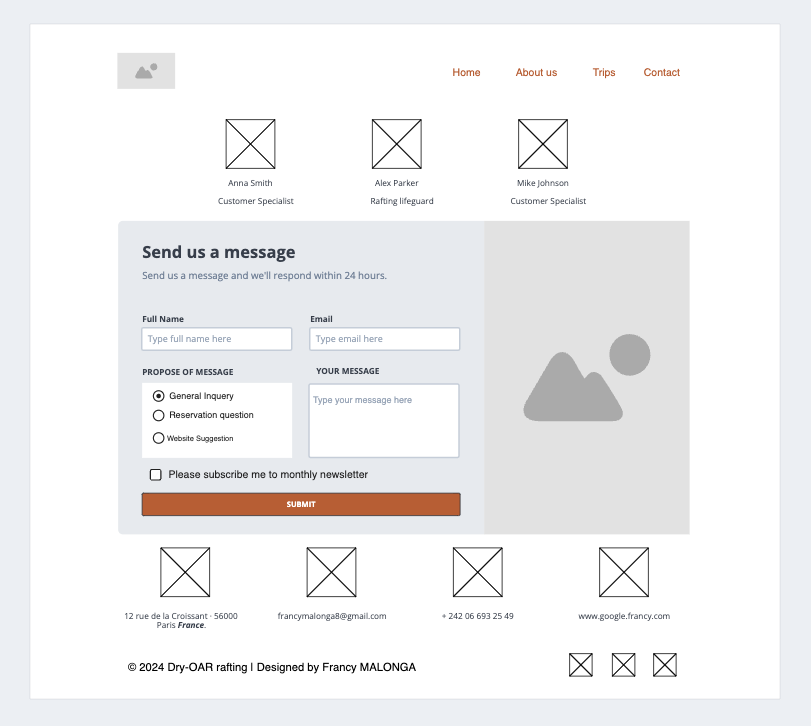 Home About us Trips Contact
Anna Smith Alex Parker Mike Johnson
Customer Specialist Rafting lifeguard Customer Specialist
Send us a message
Send us a message and we'll respond within 24 hours.
Full Name Email
Type full name here Type email here
PROPOSE OF MESSAGE YOUR MESSAGE
General Inquery Type your message here
Reservation question
Website Suggestion
Please subscribe me to monthly newsletter
SUBMIT
12 rue de la Croissant · 56000 francymalonga8@gmail.com + 242 06 693 25 49 www.google.francy.com
Paris France.
© 2024 Dry-OAR rafting | Designed by Francy MALONGA